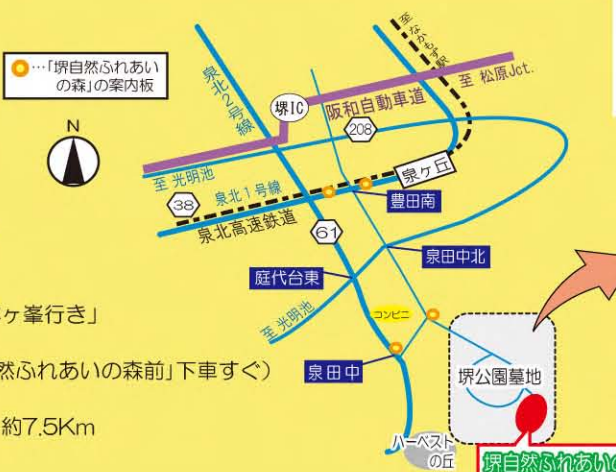 …「堺自然ふれあい
の森」の案内板
N
泉北2号線
堺IC
阪和自動車道
至 なかもず駅
至 松原Jct.
208
至 光明池
泉ヶ丘
38
泉北1号線
泉北高速鉄道
豊田南
61
泉田中北
庭代台東
至 光明池
コンビニ
泉田中
堺公園墓地
ハーベスト
の丘
堺自然ふれあい
ヶ峯行き」
然ふれあいの森前」下車すぐ)
約7.5Km